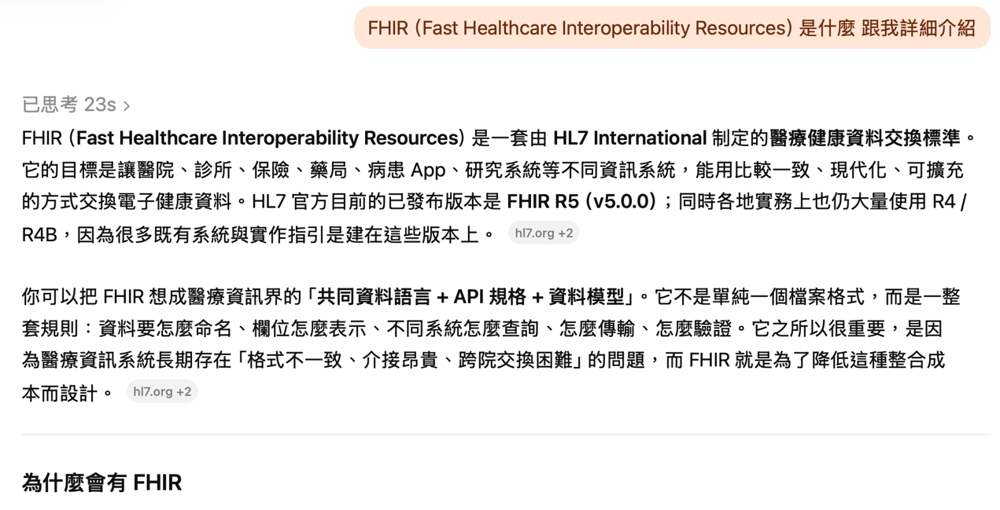 FHIR（Fast Healthcare Interoperability Resources）是什麼 跟我詳細介紹
已思考 23s >
FHIR（Fast Healthcare Interoperability Resources）是一套由 HL7 International 制定的醫療健康資料交換標準。
它的目標是讓醫院、診所、保險、藥局、病患 App、研究系統等不同資訊系統，能用比較一致、現代化、可擴充
的方式交換電子健康資料。HL7 官方目前的已發布版本是 FHIR R5（v5.0.0）；同時各地實務上也仍大量使用 R4 /
R4B，因為很多既有系統與實作指引是建在這些版本上。 hl7.org +2
你可以把 FHIR 想成醫療資訊界的「共同資料語言 + API 規格 + 資料模型」。它不是單純一個檔案格式，而是一整
套規則：資料要怎麼命名、欄位怎麼表示、不同系統怎麼查詢、怎麼傳輸、怎麼驗證。它之所以很重要，是因
為醫療資訊系統長期存在「格式不一致、介接昂貴、跨院交換困難」的問題，而 FHIR 就是為了降低這種整合成
本而設計。 hl7.org +2
為什麼會有 FHIR